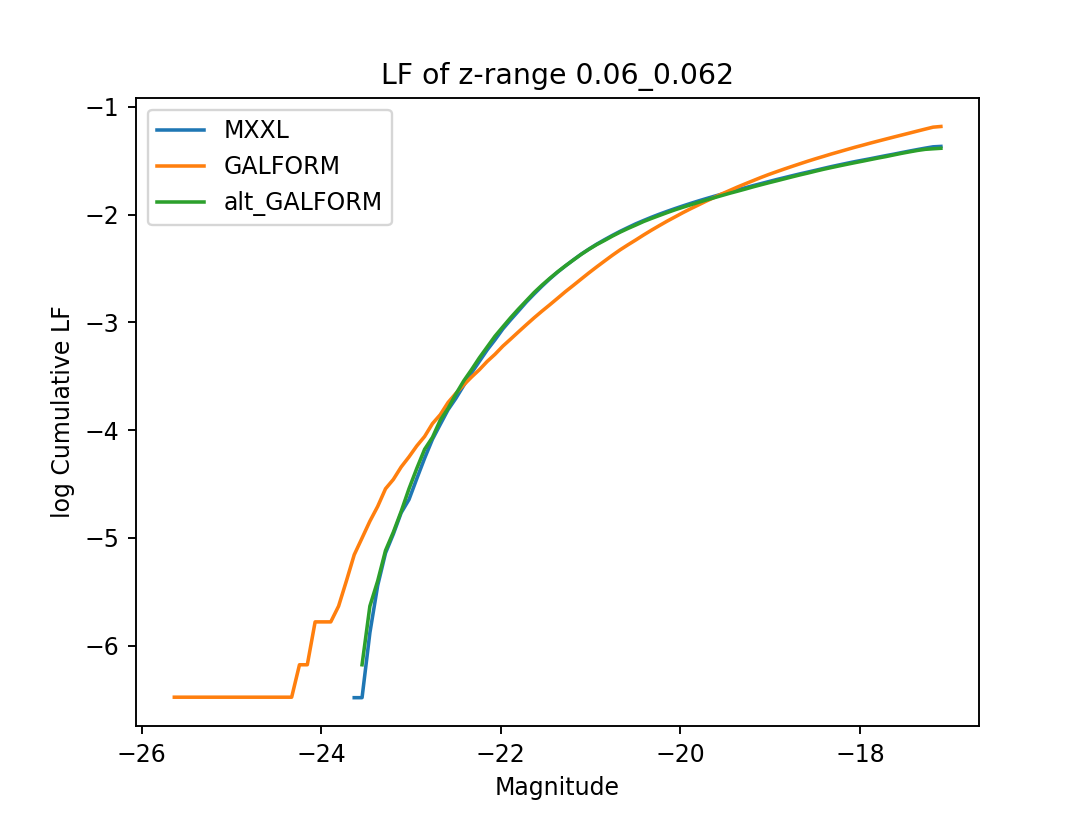 LF of z-range 0.06_0.062
MXXL
GALFORM
alt_GALFORM
−1
−2
−3
−4
−5
−6
log Cumulative LF
−26
−24
−22
−20
−18
Magnitude